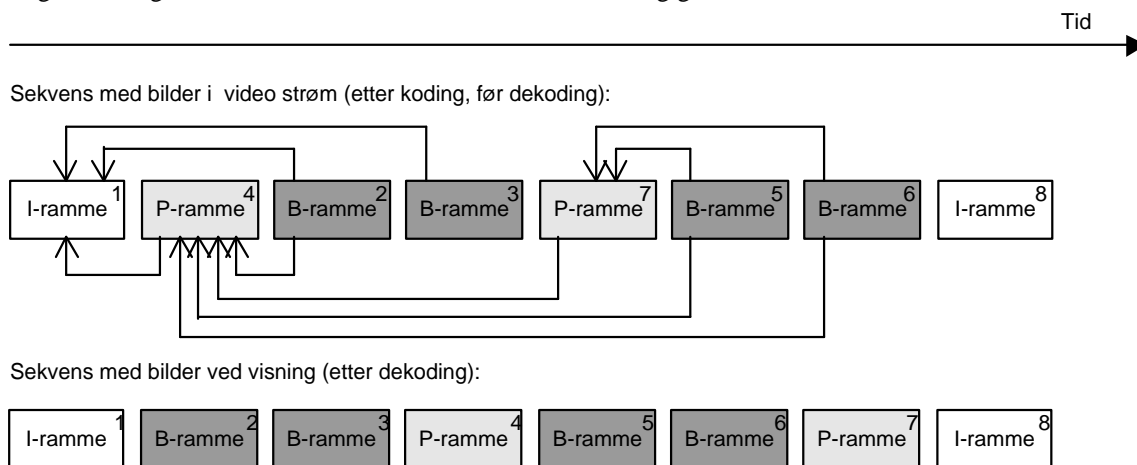 Tid
Sekvens med bilder i video strøm (etter koding, før dekoding):
I-ramme 1 P-ramme 4 B-ramme 2 B-ramme 3 P-ramme 7 B-ramme 5 B-ramme 6 I-ramme 8
Sekvens med bilder ved visning (etter dekoding):
I-ramme 1 B-ramme 2 B-ramme 3 P-ramme 4 B-ramme 5 B-ramme 6 P-ramme 7 I-ramme 8